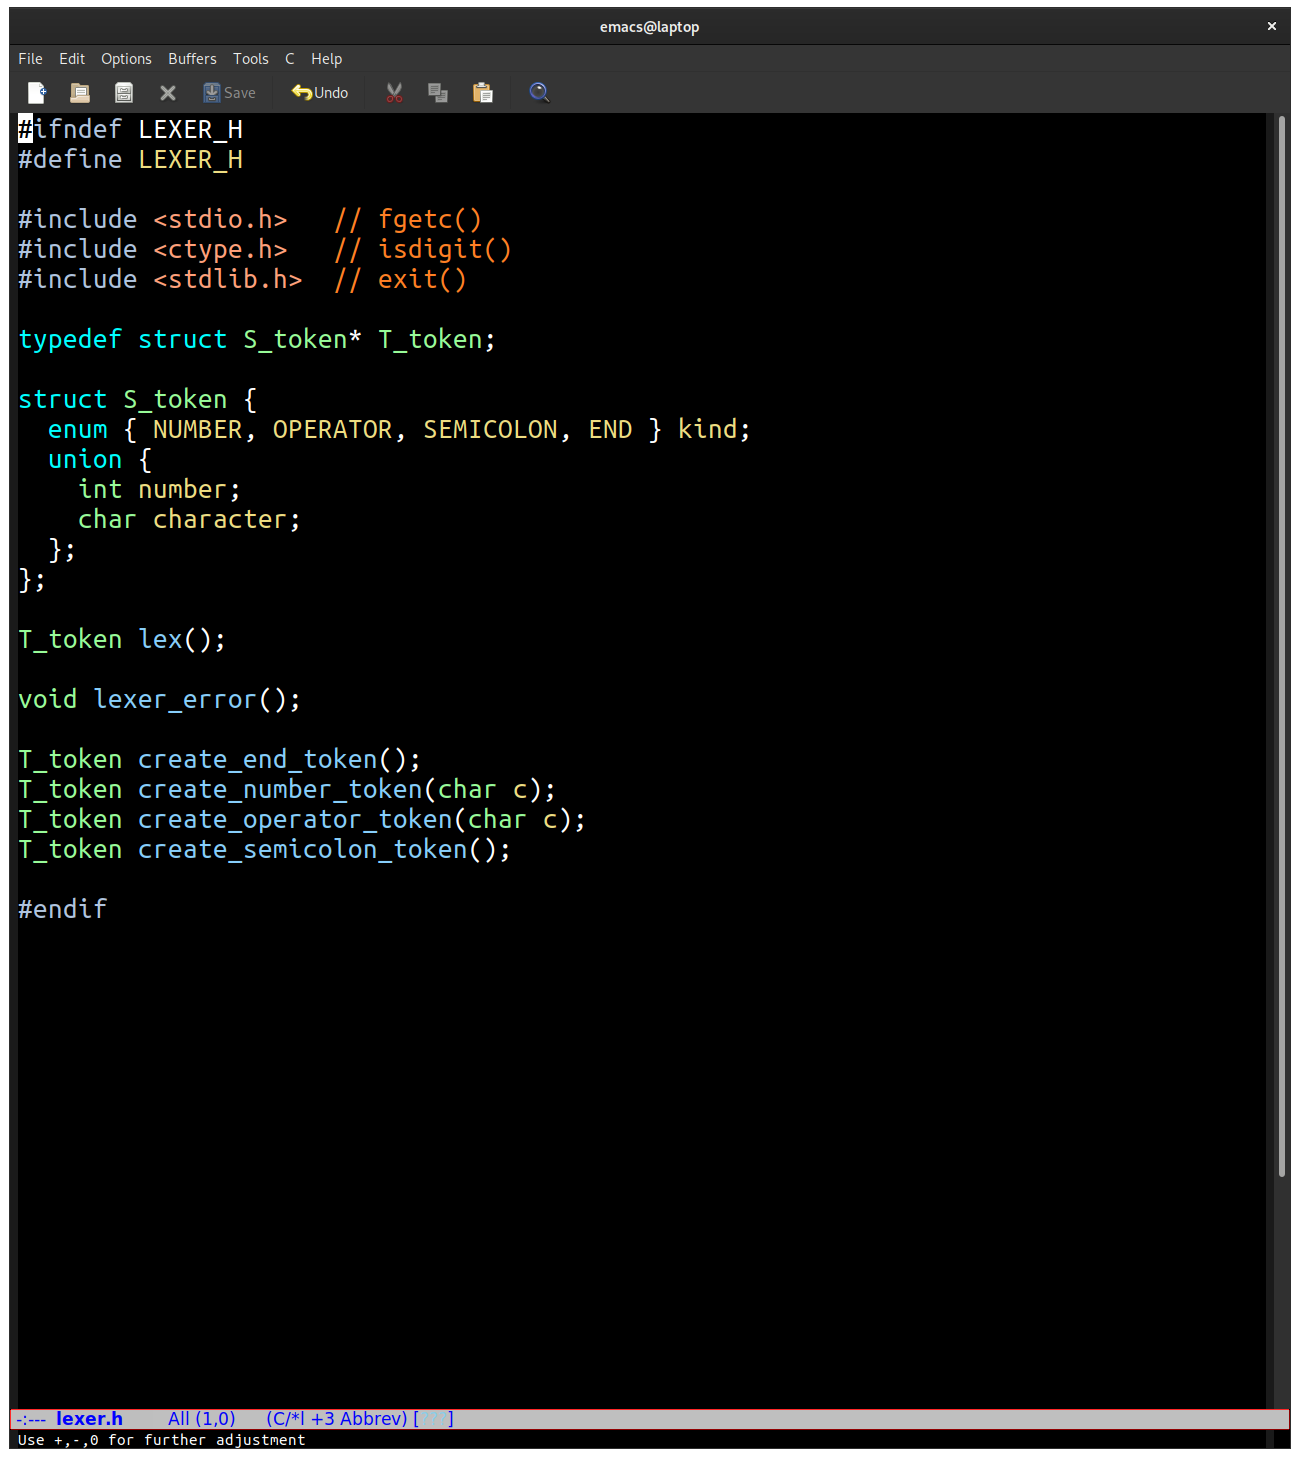 emacs@laptop ×
File Edit Options Buffers Tools C Help
Save Undo
#ifndef LEXER_H
#define LEXER_H
#include <stdio.h>   // fgetc()
#include <ctype.h>   // isdigit()
#include <stdlib.h>  // exit()
typedef struct S_token* T_token;
struct S_token {
  enum { NUMBER, OPERATOR, SEMICOLON, END } kind;
  union {
    int number;
    char character;
  };
};
T_token lex();
void lexer_error();
T_token create_end_token();
T_token create_number_token(char c);
T_token create_operator_token(char c);
T_token create_semicolon_token();
#endif
-:--- lexer.h All (1,0) (C/*l +3 Abbrev) [???]
Use +,-,0 for further adjustment